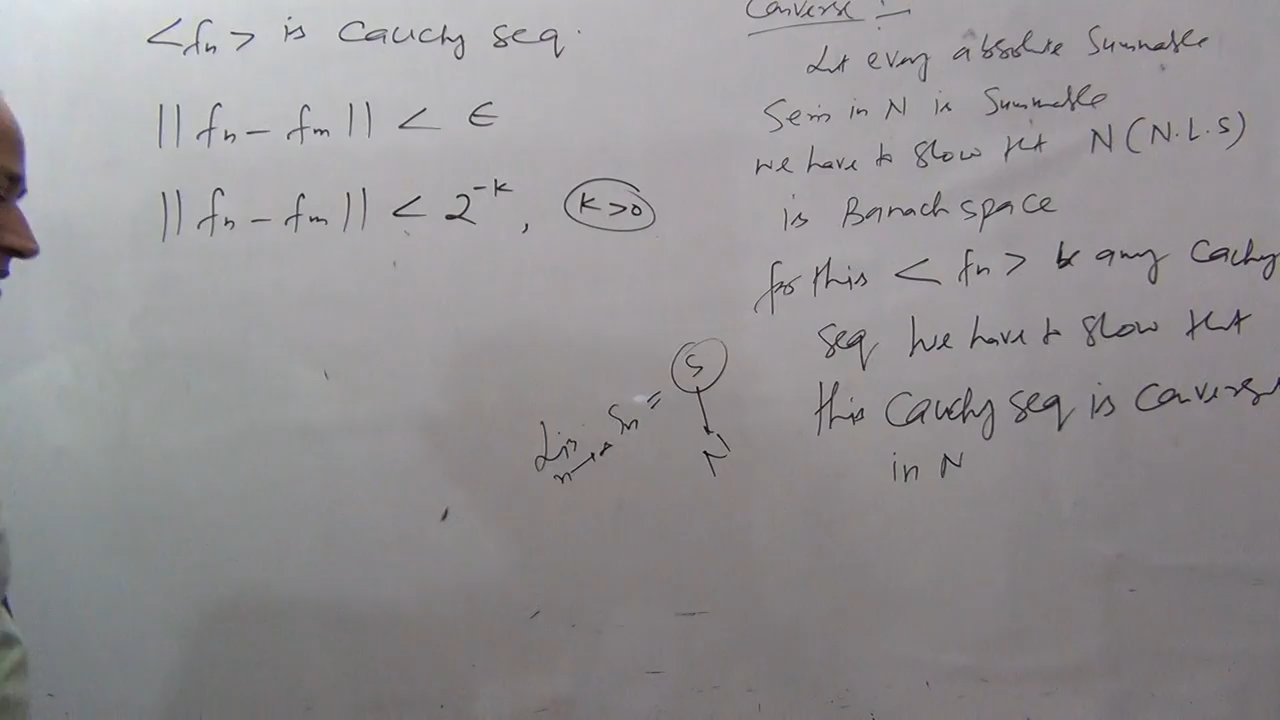 <fn> is Cauchy seq.
|| fn - fm || < ε
|| fn - fm || < 2^-k, K>0
Lim n→∞ Sn = S
N
Converse :-
Let every absolute Summable
Series in N is Summable
we have to show that N (N.L.S)
is Banach space
for this <fn> be any Cachy
seq we have to show that
this Cauchy seq is converge
in N